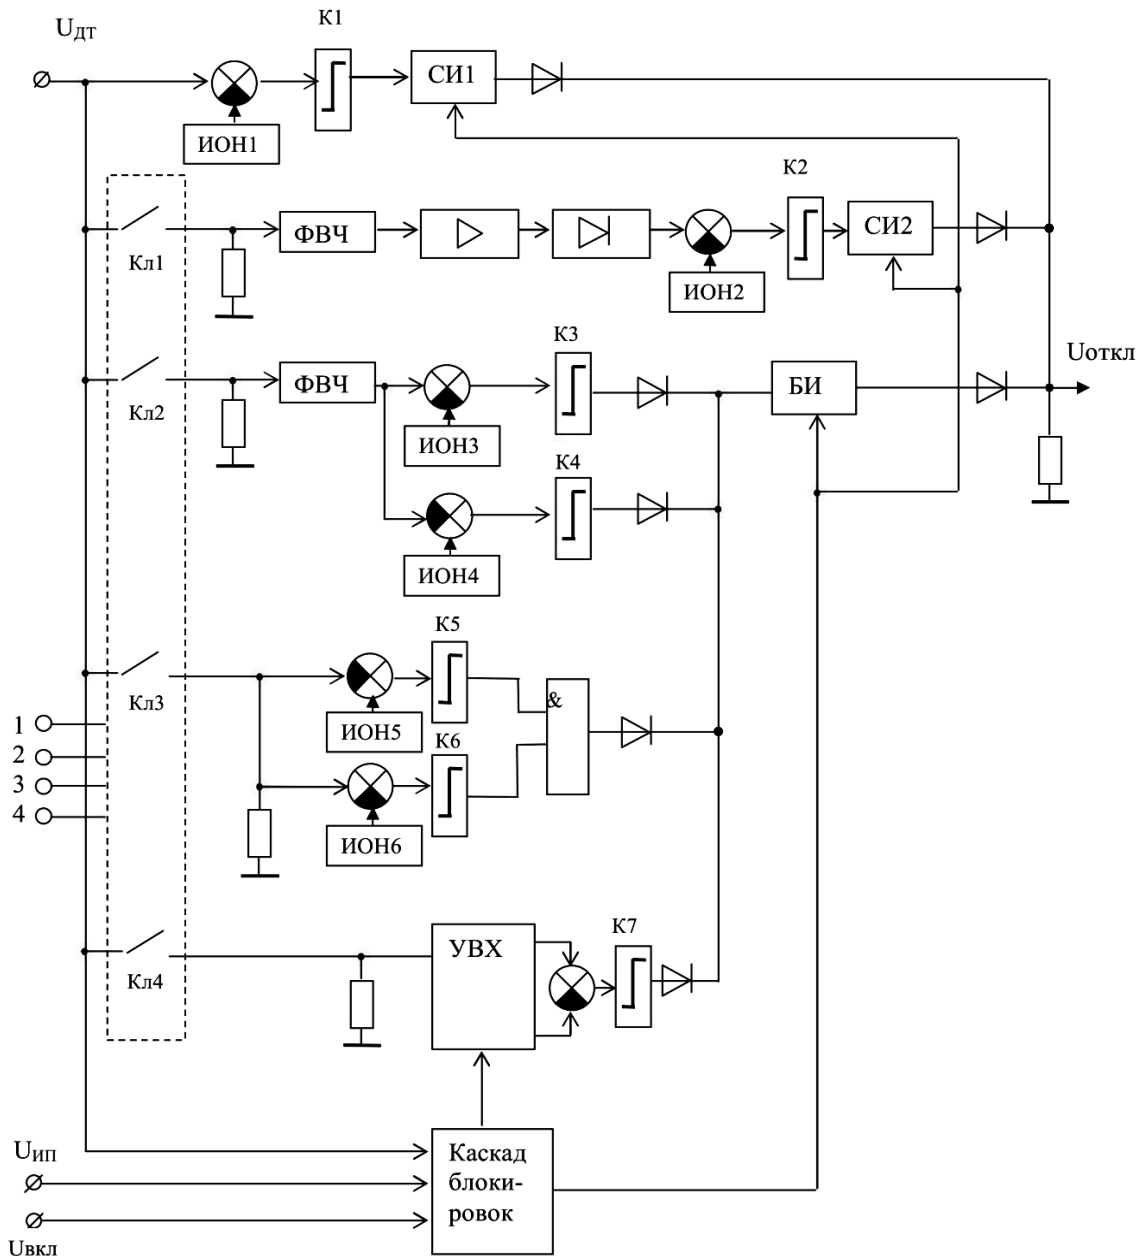 К1
UДТ
СИ1
ИОН1
К2
Кл1
ФВЧ
СИ2
ИОН2
К3
Uоткл
Кл2
ФВЧ
БИ
ИОН3
К4
ИОН4
К5
&
Кл3
1
ИОН5
К6
2
3
4
ИОН6
К7
УВХ
Кл4
UИП
Каскад
блоки-
ровок
Uвкл